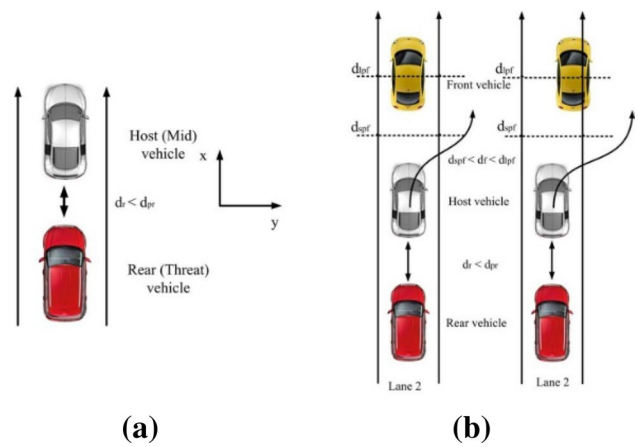 Host (Mid)
vehicle
dr < dpr
Rear (Threat)
vehicle
x
y
(a)
dlpf
dlpf
Front vehicle
dspf
dspf
dspf < df < dlpf
Host vehicle
dr < dpr
Rear vehicle
Lane 2
Lane 2
(b)